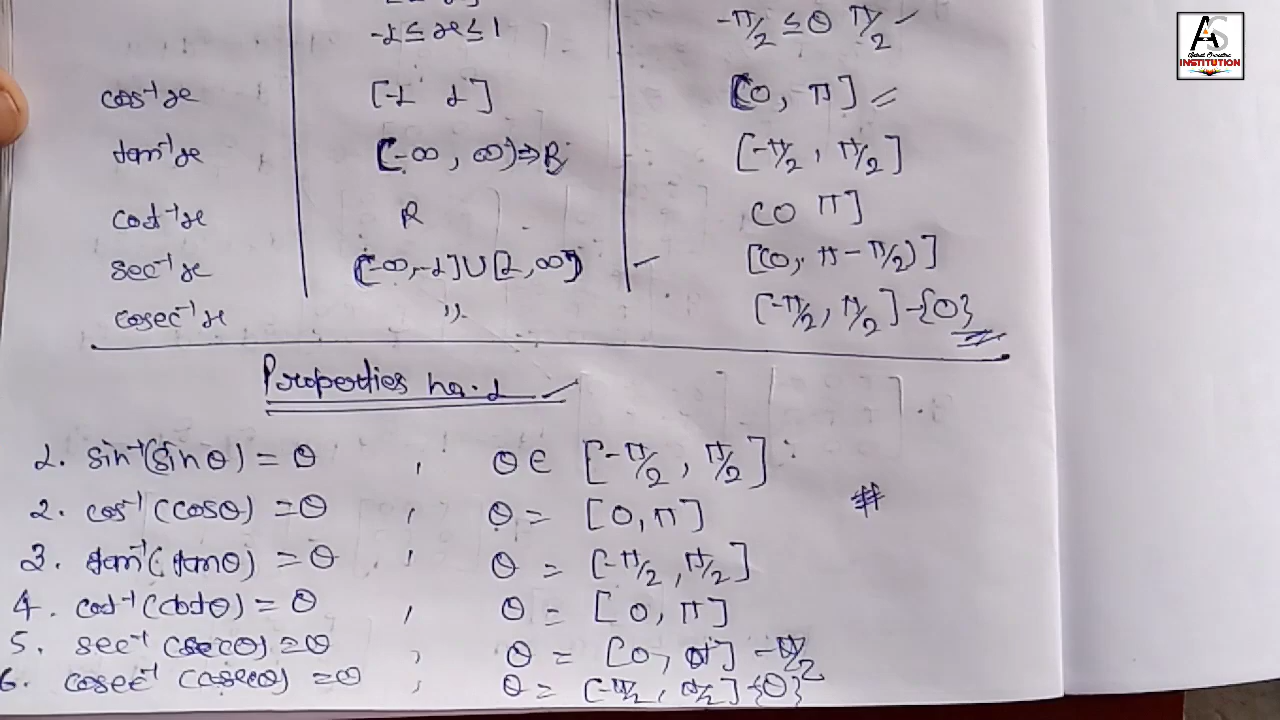 -1 ≤ x ≤ 1 -π/2 ≤ θ π/2
cos⁻¹x [-1 1] [0, π]
tan⁻¹x [-∞, ∞) ⇒ R [-π/2, π/2]
cot⁻¹x R [0 π]
sec⁻¹x [-∞, -1] ∪ [1, ∞) [(0, π - π/2)]
cosec⁻¹x ,, [-π/2, π/2] - {0}
Properties no. 1
1. sin⁻¹(sinθ) = θ , θ ∈ [-π/2, π/2] :
2. cos⁻¹(cosθ) = θ , θ = [0, π]
3. tan⁻¹(tanθ) = θ , θ = [-π/2, π/2]
4. cot⁻¹(cotθ) = θ , θ = [0, π]
5. sec⁻¹(secθ) = θ , θ = [0, π] - π/2
6. cosec⁻¹(cosecθ) = θ , θ = [-π/2, π/2] - {0}
#
AS
INSTITUTION